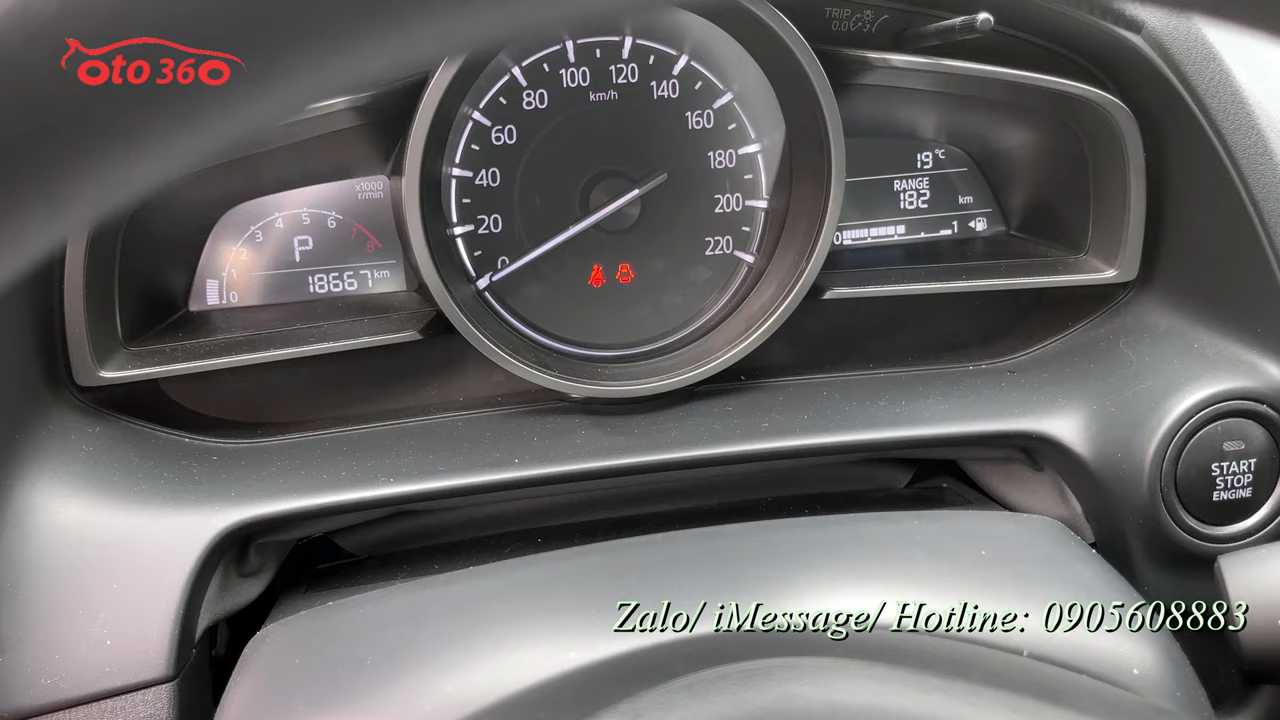 oto360
TRIP
0.0
100 120
80 140
km/h
60 160
40 180
20 200
0 220
x1000
r/min
0 1 2 3 4 5 6 7 8
P
18667 km
19 °C
RANGE
182 km
0 1
START
STOP
ENGINE
Zalo/ iMessage/ Hotline: 0905608883